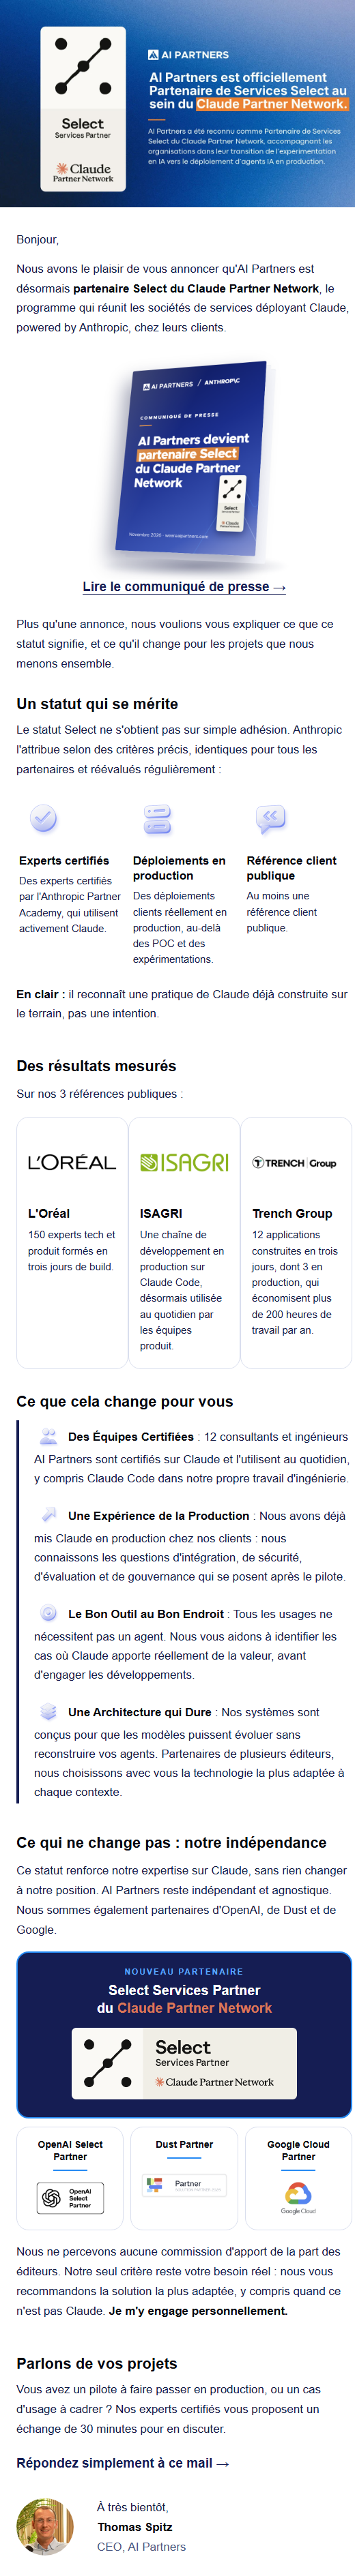 Select
Services Partner
Claude
Partner Network
AI PARTNERS
AI Partners est officiellement
Partenaire de Services Select au
sein du Claude Partner Network.
AI Partners a été reconnu comme Partenaire de Services
Select du Claude Partner Network, accompagnant les
organisations dans leur transition de l'expérimentation
en IA vers le déploiement d'agents IA en production.
Bonjour,
Nous avons le plaisir de vous annoncer qu'AI Partners est
désormais partenaire Select du Claude Partner Network, le
programme qui réunit les sociétés de services déployant Claude,
powered by Anthropic, chez leurs clients.
AI PARTNERS / ANTHROP\C
COMMUNIQUÉ DE PRESSE
AI Partners devient
partenaire Select
du Claude Partner
Network
Select
Services Partner
Claude
Partner Network
Lire le communiqué de presse →
Plus qu'une annonce, nous voulions vous expliquer ce que ce
statut signifie, et ce qu'il change pour les projets que nous
menons ensemble.
Un statut qui se mérite
Le statut Select ne s'obtient pas sur simple adhésion. Anthropic
l'attribue selon des critères précis, identiques pour tous les
partenaires et réévalués régulièrement :
Experts certifiés
Des experts certifiés
par l'Anthropic Partner
Academy, qui utilisent
activement Claude.
Déploiements en
production
Des déploiements
clients réellement en
production, au-delà
des POC et des
expérimentations.
Référence client
publique
Au moins une
référence client
publique.
En clair : il reconnaît une pratique de Claude déjà construite sur
le terrain, pas une intention.
Des résultats mesurés
Sur nos 3 références publiques :
L'ORÉAL
L'Oréal
150 experts tech et
produit formés en
trois jours de build.
ISAGRI
ISAGRI
Une chaîne de
développement en
production sur
Claude Code,
désormais utilisée
au quotidien par
les équipes
produit.
TRENCH Group
Trench Group
12 applications
construites en trois
jours, dont 3 en
production, qui
économisent plus
de 200 heures de
travail par an.
Ce que cela change pour vous
Des Équipes Certifiées : 12 consultants et ingénieurs
AI Partners sont certifiés sur Claude et l'utilisent au quotidien,
y compris Claude Code dans notre propre travail d'ingénierie.
Une Expérience de la Production : Nous avons déjà
mis Claude en production chez nos clients : nous
connaissons les questions d'intégration, de sécurité,
d'évaluation et de gouvernance qui se posent après le pilote.
Le Bon Outil au Bon Endroit : Tous les usages ne
nécessitent pas un agent. Nous vous aidons à identifier les
cas où Claude apporte réellement de la valeur, avant
d'engager les développements.
Une Architecture qui Dure : Nos systèmes sont
conçus pour que les modèles puissent évoluer sans
reconstruire vos agents. Partenaires de plusieurs éditeurs,
nous choisissons avec vous la technologie la plus adaptée à
chaque contexte.
Ce qui ne change pas : notre indépendance
Ce statut renforce notre expertise sur Claude, sans rien changer
à notre position. AI Partners reste indépendant et agnostique.
Nous sommes également partenaires d'OpenAI, de Dust et de
Google.
NOUVEAU PARTENAIRE
Select Services Partner
du Claude Partner Network
Select
Services Partner
Claude Partner Network
OpenAI Select
Partner
OpenAI
Select
Partner
Dust Partner
Partner
Google Cloud
Partner
Google Cloud
Nous ne percevons aucune commission d'apport de la part des
éditeurs. Notre seul critère reste votre besoin réel : nous vous
recommandons la solution la plus adaptée, y compris quand ce
n'est pas Claude. Je m'y engage personnellement.
Parlons de vos projets
Vous avez un pilote à faire passer en production, ou un cas
d'usage à cadrer ? Nos experts certifiés vous proposent un
échange de 30 minutes pour en discuter.
Répondez simplement à ce mail →
À très bientôt,
Thomas Spitz
CEO, AI Partners